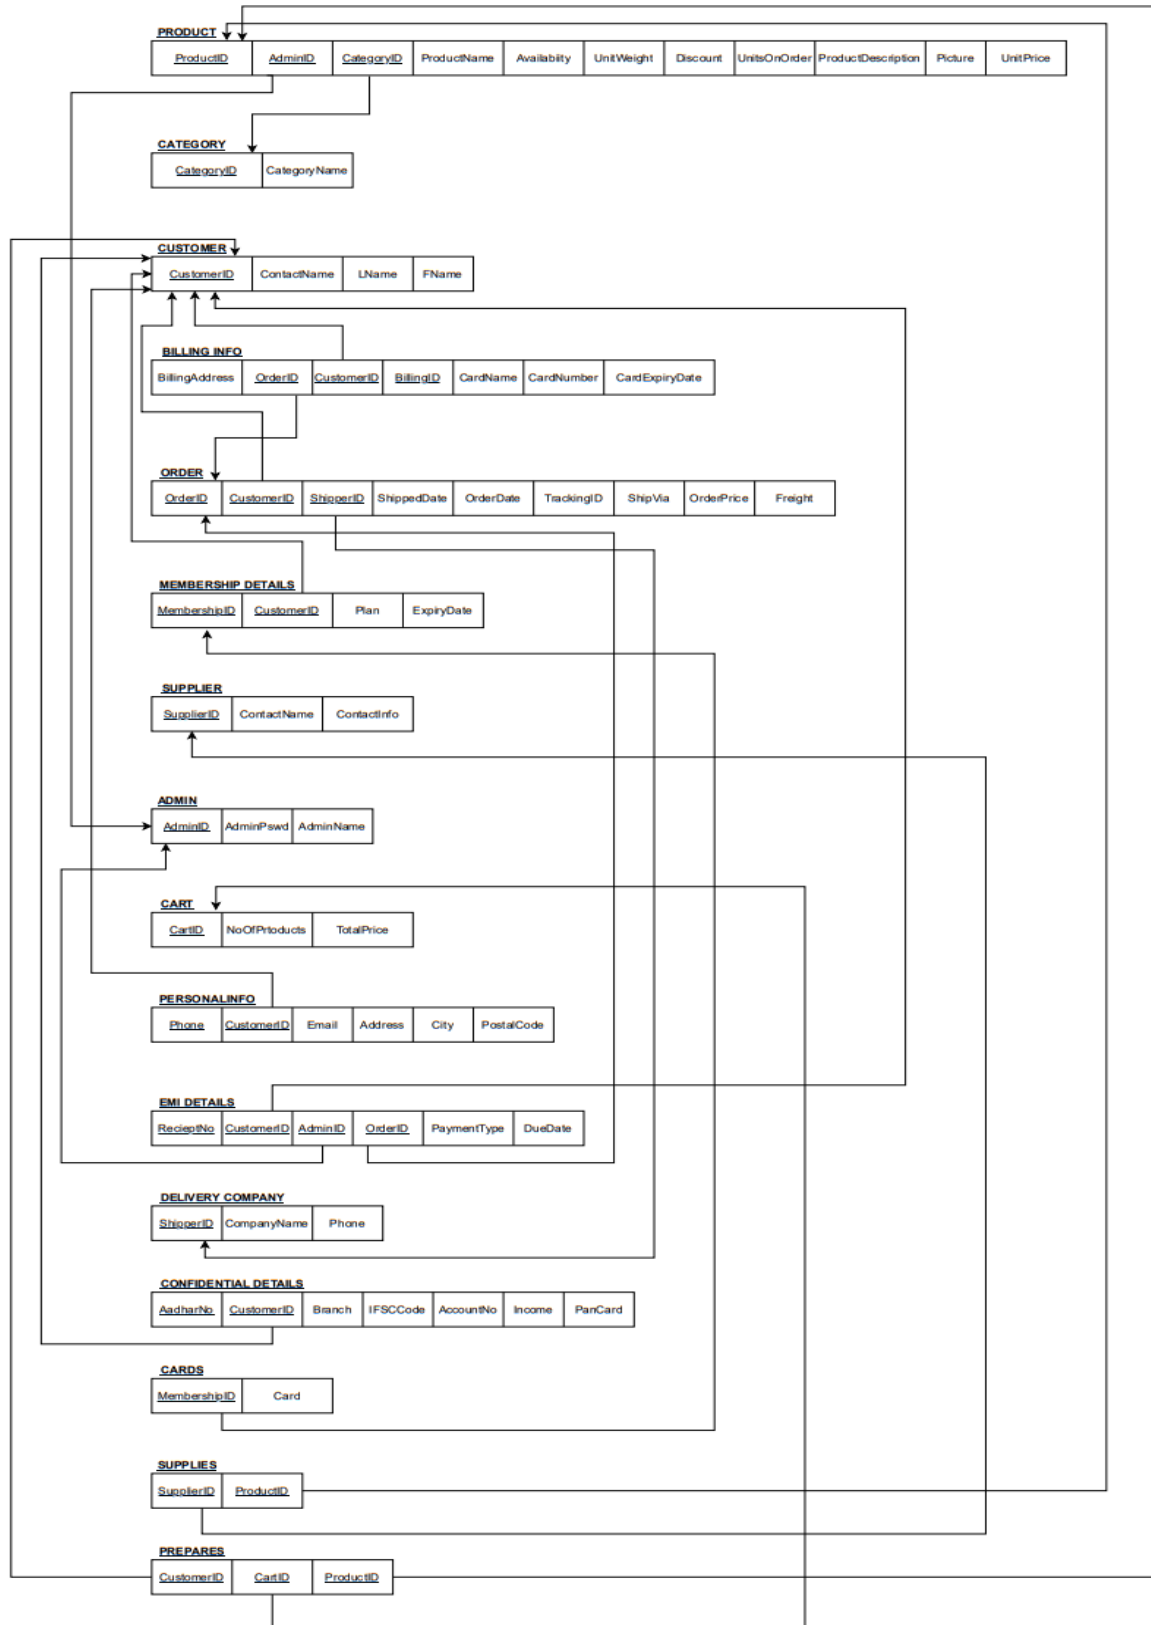 PRODUCT
ProductID AdminID CategoryID ProductName Availabiity UnitWeight Discount UnitsOnOrder ProductDescription Picture UnitPrice
CATEGORY
CategoryID CategoryName
CUSTOMER
CustomerID ContactName LName FName
BILLING INFO
BillingAddress OrderID CustomerID BillingID CardName CardNumber CardExpiryDate
ORDER
OrderID CustomerID ShipperID ShippedDate OrderDate TrackingID ShipVia OrderPrice Freight
MEMBERSHIP DETAILS
MembershipID CustomerID Plan ExpiryDate
SUPPLIER
SupplierID ContactName ContactInfo
ADMIN
AdminID AdminPswd AdminName
CART
CartID NoOfPrtoducts TotalPrice
PERSONALINFO
Phone CustomerID Email Address City PostalCode
EMI DETAILS
RecieptNo CustomerID AdminID OrderID PaymentType DueDate
DELIVERY COMPANY
ShipperID CompanyName Phone
CONFIDENTIAL DETAILS
AadharNo CustomerID Branch IFSCCode AccountNo Income PanCard
CARDS
MembershipID Card
SUPPLIES
SupplierID ProductID
PREPARES
CustomerID CartID ProductID